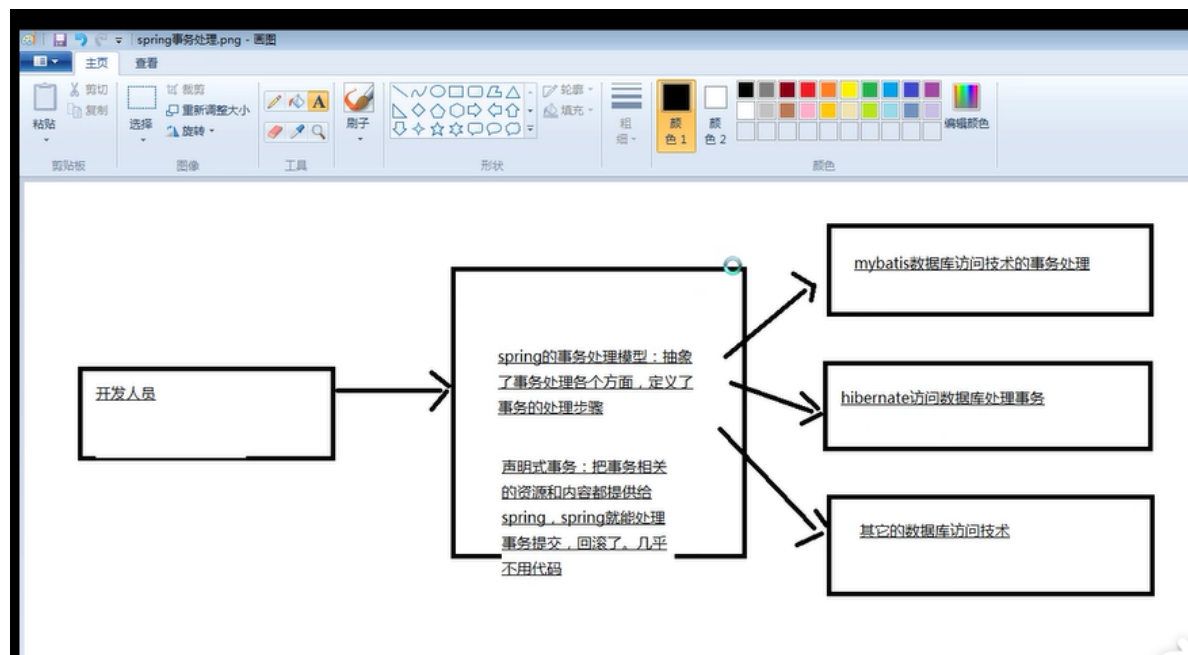 spring事务处理.png - 画图
主页
查看
粘贴
剪切
复制
剪贴板
选择
裁剪
重新调整大小
旋转
图像
A
工具
刷子
轮廓
填充
形状
粗
细
颜
色 1
颜
色 2
编辑颜色
颜色
开发人员
spring的事务处理模型：抽象
了事务处理各个方面，定义了
事务的处理步骤
声明式事务：把事务相关
的资源和内容都提供给
spring，spring就能处理
事务提交，回滚了。几乎
不用代码
mybatis数据库访问技术的事务处理
hibernate访问数据库处理事务
其它的数据库访问技术